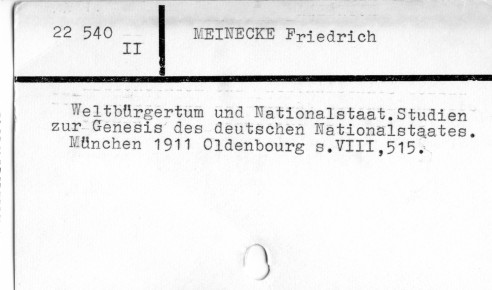 22 540
II
MEINECKE Friedrich
Weltbürgertum und Nationalstaat.Studien
zur Genesis des deutschen Nationalstaates.
München 1911 Oldenbourg s.VIII,515.